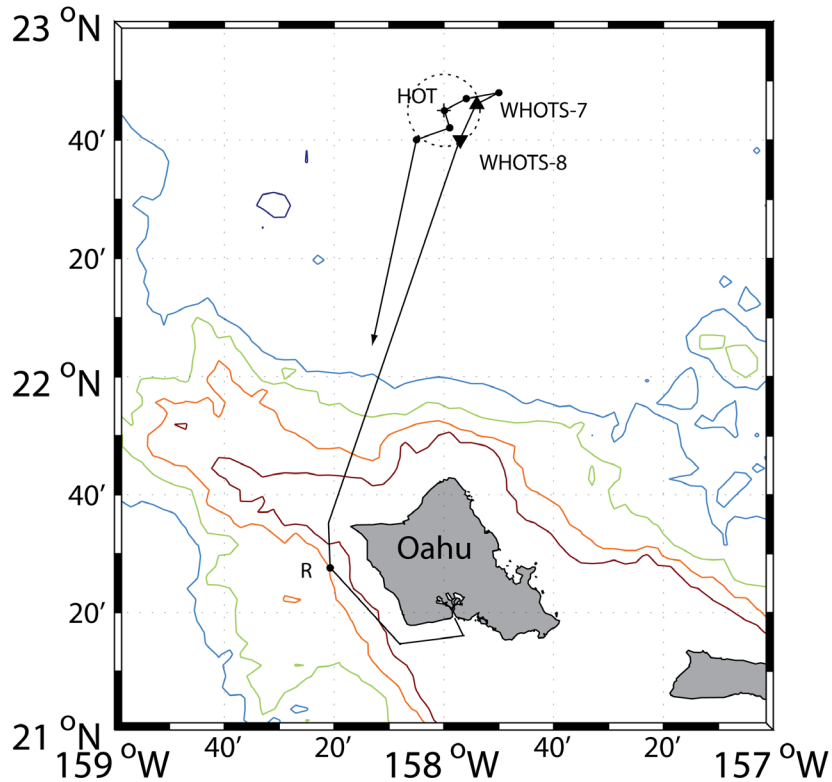 23 °N
HOT
WHOTS-7
40′
WHOTS-8
20′
22 °N
40′
Oahu
R
20′
21 °N
159 °W
40′
20′
158 °W
40′
20′
157 °W